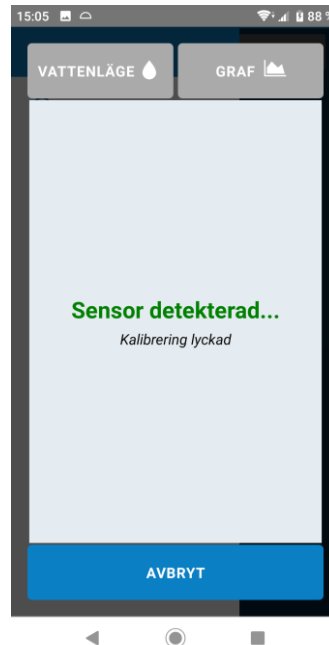 15:05 88 %
VATTENLÄGE GRAF
Sensor detekterad...
Kalibrering lyckad
AVBRYT